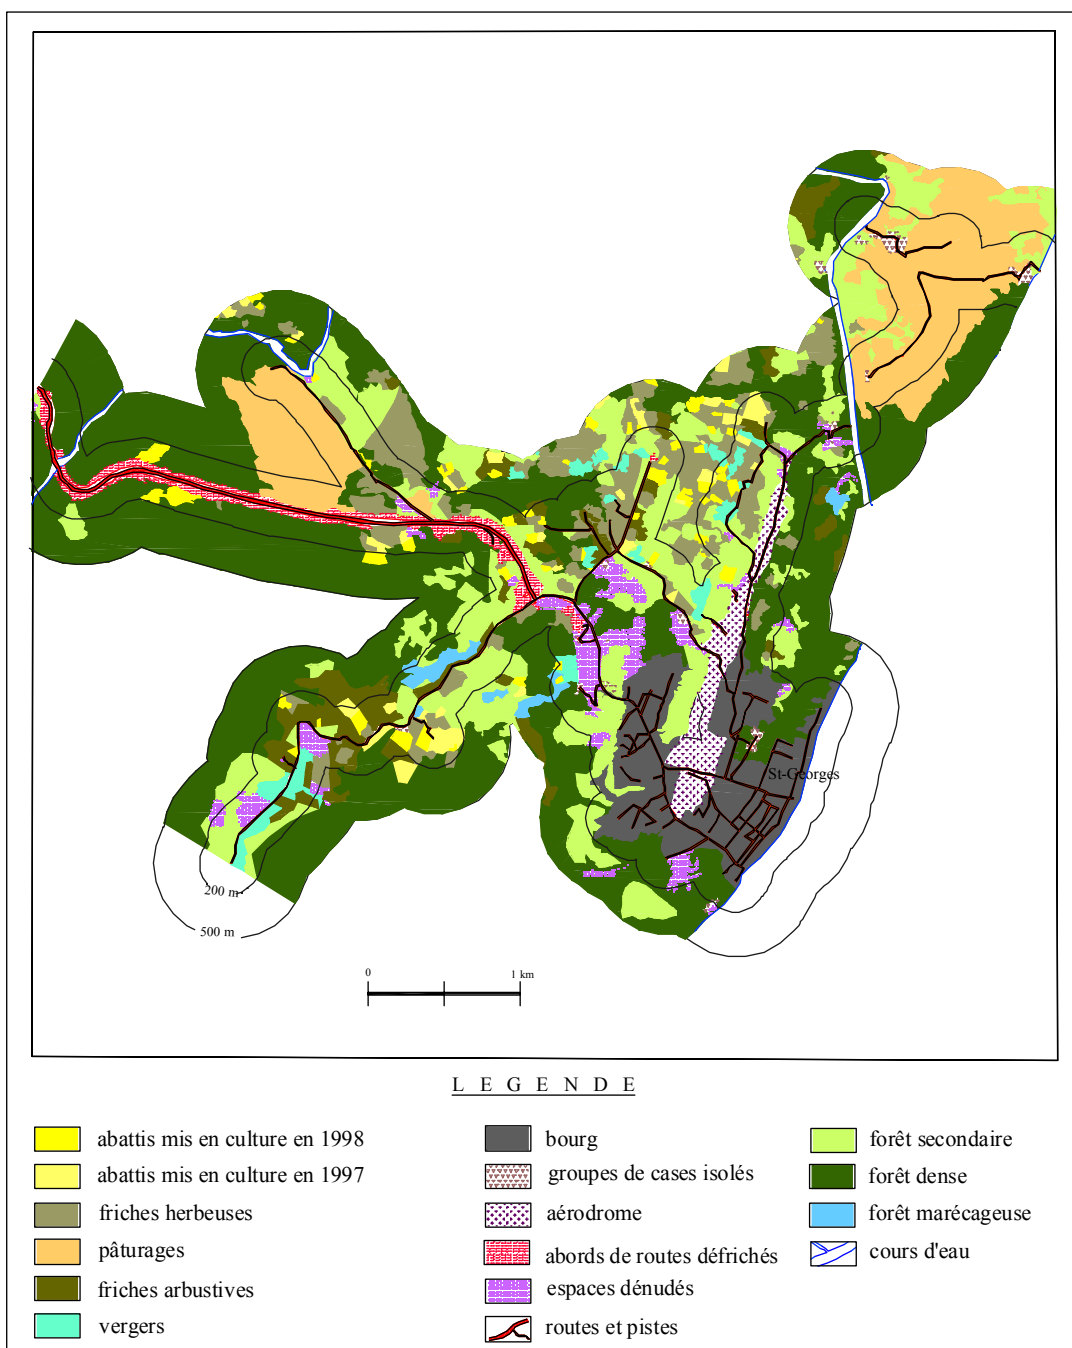 St-Georges
200 m
500 m
0 1 km
L E G E N D E
abattis mis en culture en 1998
abattis mis en culture en 1997
friches herbeuses
pâturages
friches arbustives
vergers
bourg
groupes de cases isolés
aérodrome
abords de routes défrichés
espaces dénudés
routes et pistes
forêt secondaire
forêt dense
forêt marécageuse
cours d'eau